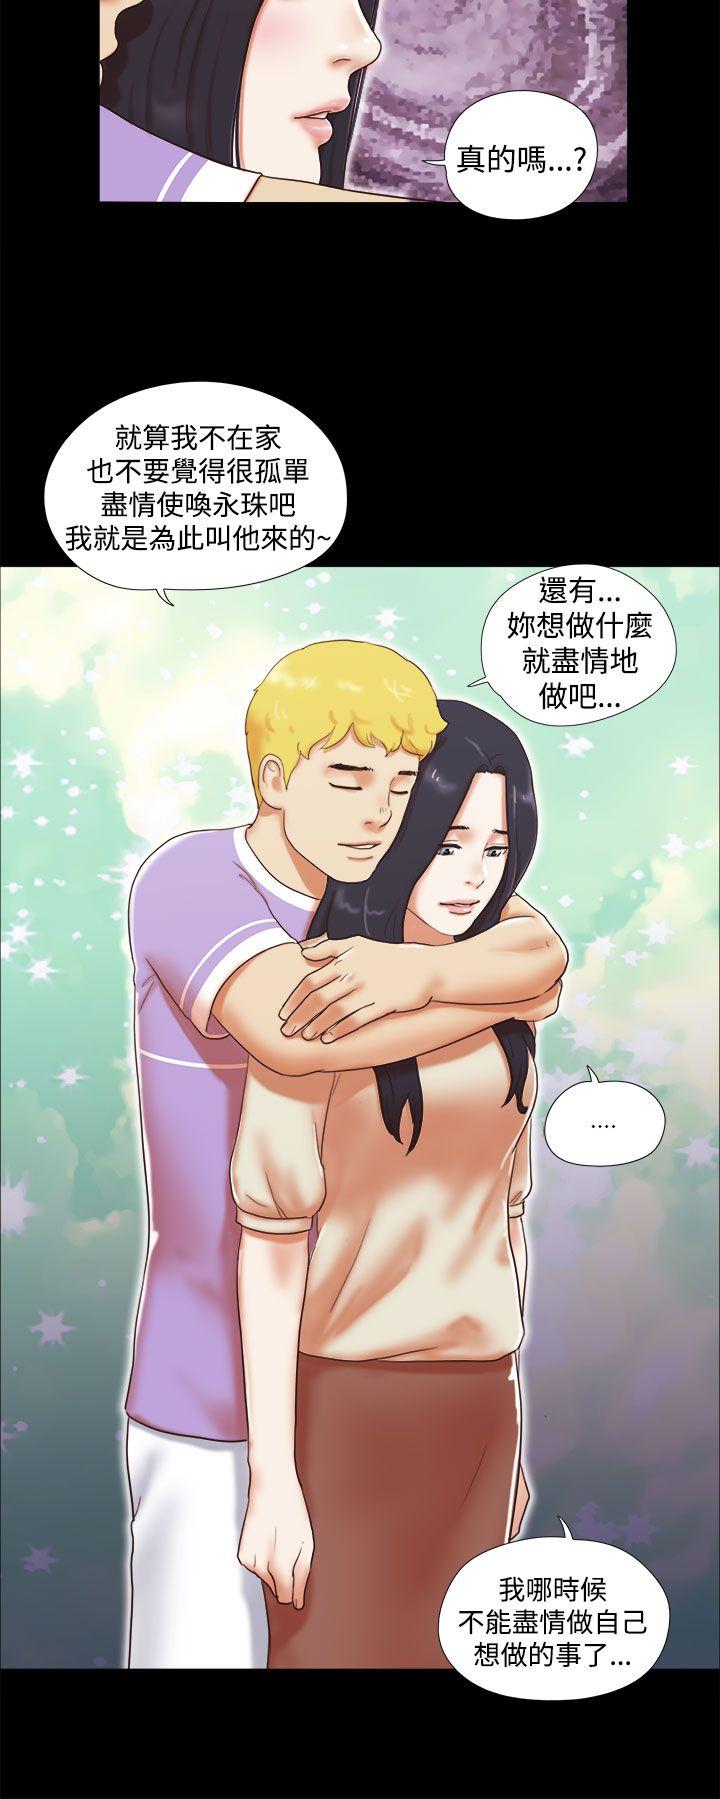 真的嗎...?
就算我不在家
也不要覺得很孤單
盡情使喚永珠吧
我就是為此叫他來的~
還有...
妳想做什麼
就盡情地
做吧...
....
我哪時候
不能盡情做自己
想做的事了...